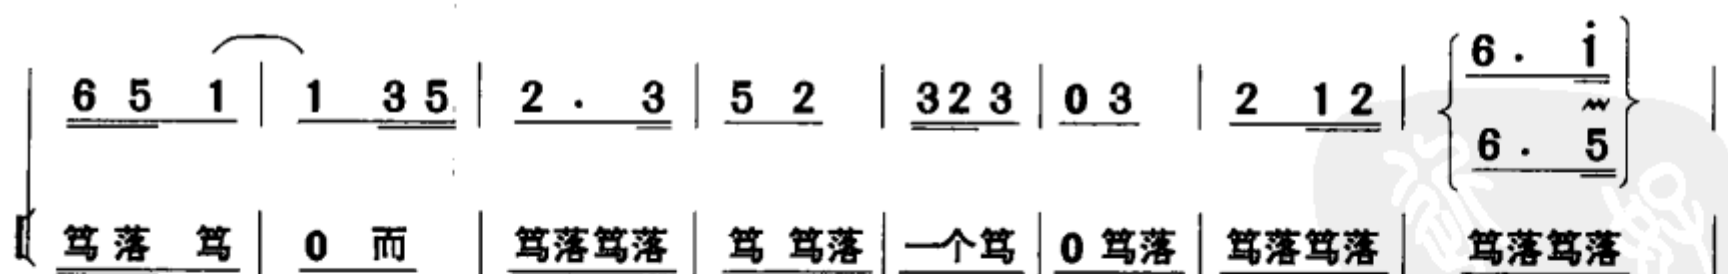 6 5 1 | 1 3 5 | 2 . 3 | 5 2 | 3 2 3 | 0 3 | 2 1 2 | { 6 . i̇ / 6 . 5 } |
笃 落 笃 | 0 而 | 笃落笃落 | 笃 笃落 | 一个笃 | 0 笃落 | 笃落笃落 | 笃落笃落 |